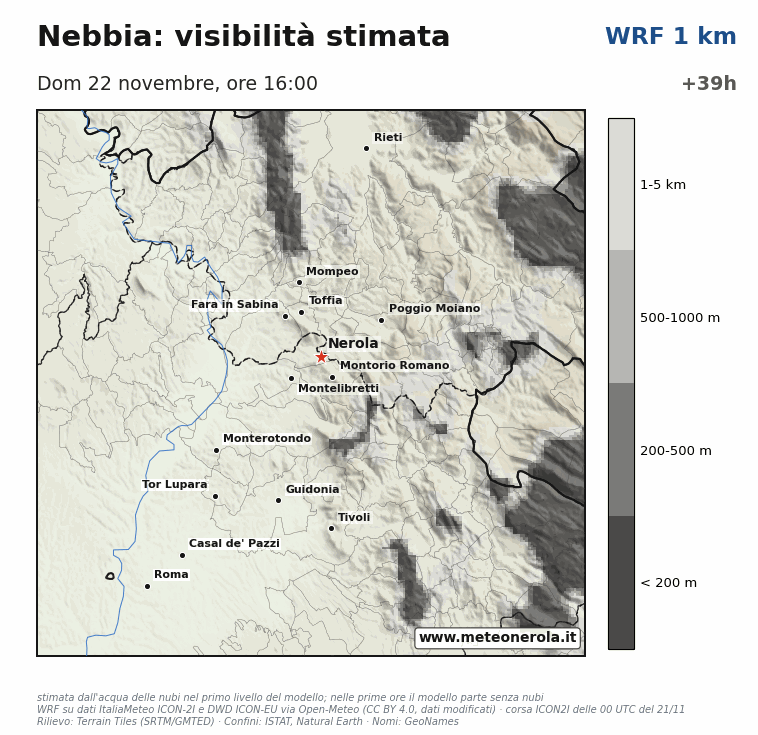 Nebbia: visibilità stimata
WRF 1 km
Dom 22 novembre, ore 16:00
+39h
Rieti
Mompeo
Toffia
Fara in Sabina
Poggio Moiano
Nerola
Montorio Romano
Montelibretti
Monterotondo
Tor Lupara
Guidonia
Tivoli
Casal de' Pazzi
Roma
www.meteonerola.it
1-5 km
500-1000 m
200-500 m
< 200 m
stimata dall'acqua delle nubi nel primo livello del modello; nelle prime ore il modello parte senza nubi
WRF su dati ItaliaMeteo ICON-2I e DWD ICON-EU via Open-Meteo (CC BY 4.0, dati modificati) · corsa ICON2I delle 00 UTC del 21/11
Rilievo: Terrain Tiles (SRTM/GMTED) · Confini: ISTAT, Natural Earth · Nomi: GeoNames